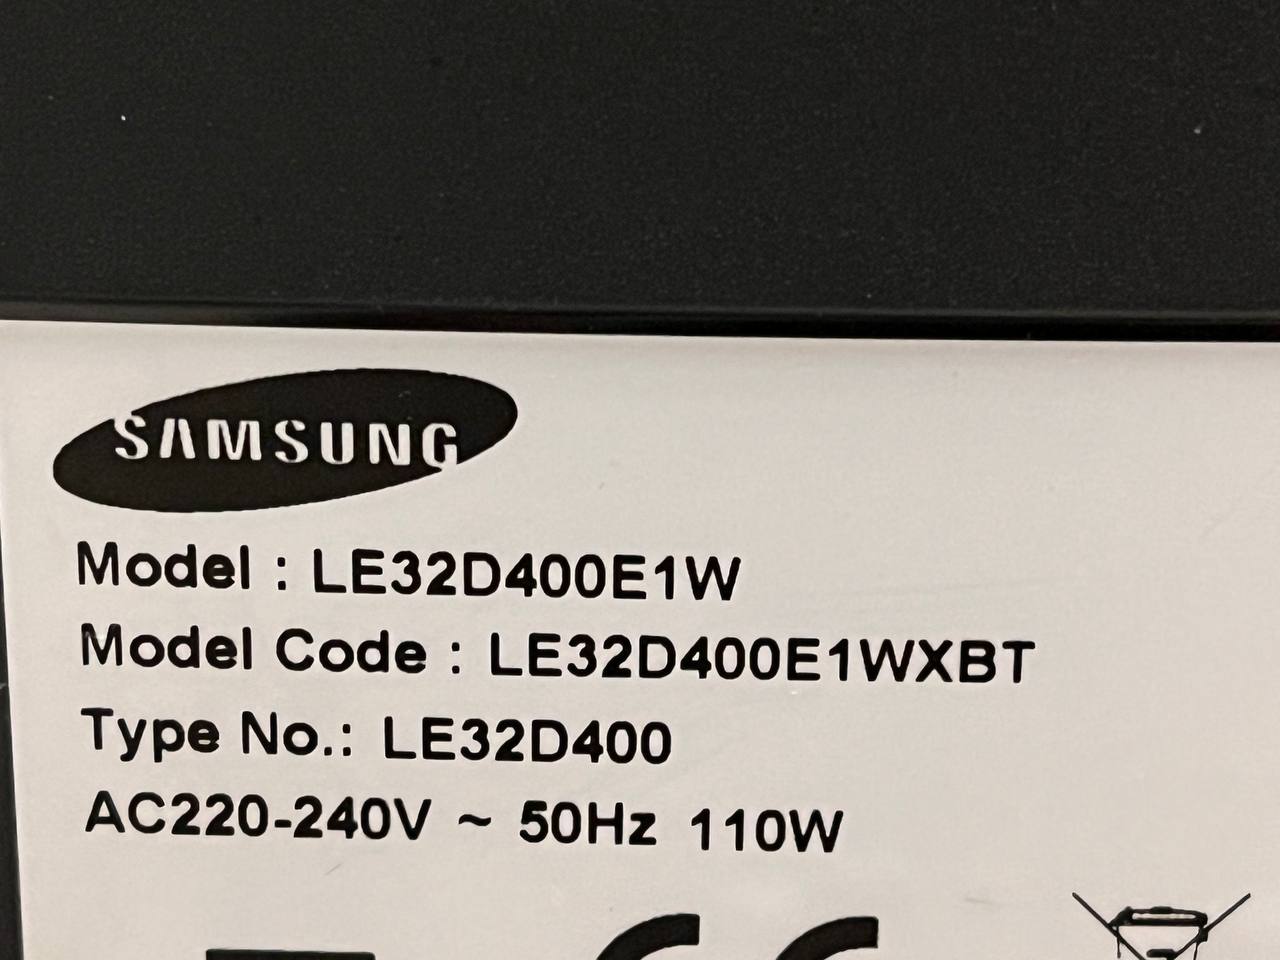 SAMSUNG
Model : LE32D400E1W
Model Code : LE32D400E1WXBT
Type No.: LE32D400
AC220-240V ~ 50Hz 110W